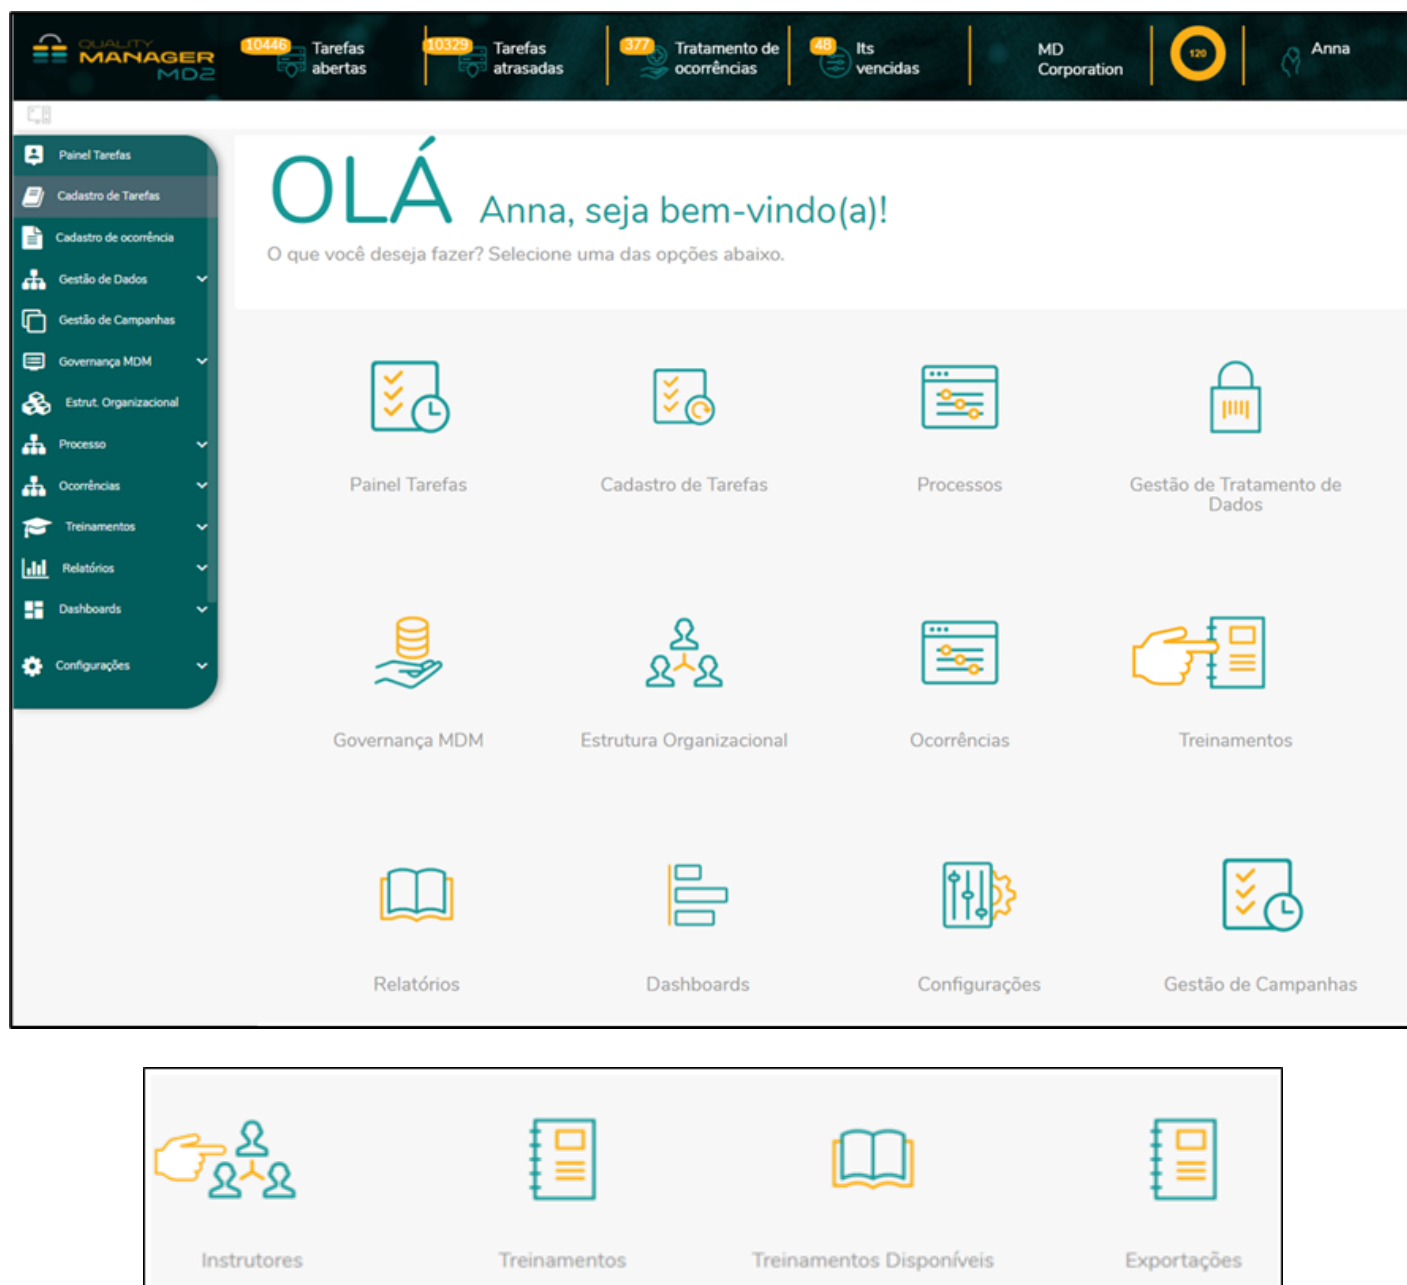 QUALITY
MANAGER
MD2
10446
Tarefas
abertas
10329
Tarefas
atrasadas
377
Tratamento de
ocorrências
48
Its
vencidas
MD
Corporation
120
Anna
Painel Tarefas
Cadastro de Tarefas
Cadastro de ocorrência
Gestão de Dados
Gestão de Campanhas
Governança MDM
Estrut. Organizacional
Processo
Ocorrências
Treinamentos
Relatórios
Dashboards
Configurações
OLÁ Anna, seja bem-vindo(a)!
O que você deseja fazer? Selecione uma das opções abaixo.
Painel Tarefas
Cadastro de Tarefas
Processos
Gestão de Tratamento de
Dados
Governança MDM
Estrutura Organizacional
Ocorrências
Treinamentos
Relatórios
Dashboards
Configurações
Gestão de Campanhas
Instrutores
Treinamentos
Treinamentos Disponíveis
Exportações